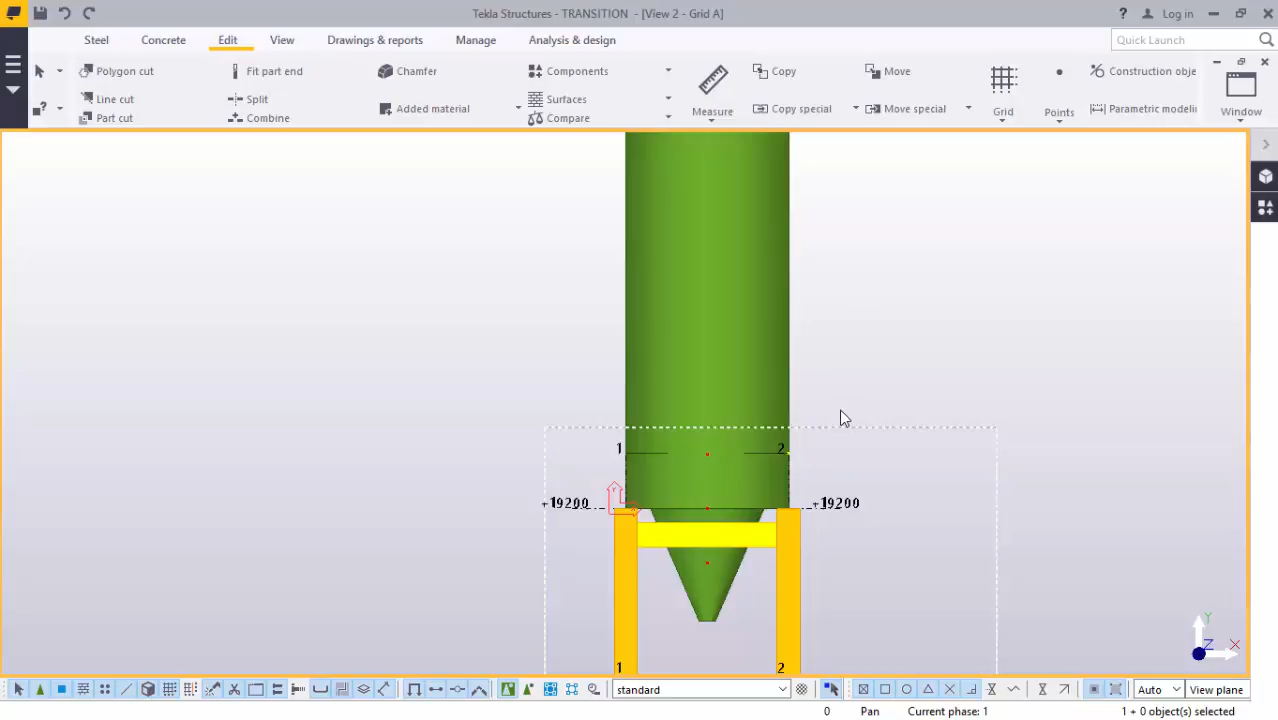 Tekla Structures - TRANSITION - [View 2 - Grid A]
? Log in
Steel Concrete Edit View Drawings & reports Manage Analysis & design Quick Launch
Polygon cut Fit part end Chamfer Components Copy Move Construction obje
Line cut Split Added material Surfaces Measure Copy special Move special Grid Points Parametric modeli Window
Part cut Combine Compare
1 2
+19200 +19200
1 2
Y
Z X
standard Auto View plane
0 Pan Current phase: 1 1 + 0 object(s) selected